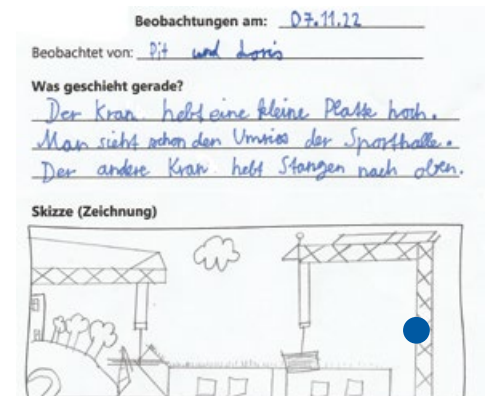 Beobachtungen am: 07.11.22
Beobachtet von: Pit und Joris
Was geschieht gerade?
Der Kran hebt eine kleine Platte hoch.
Man sieht schon den Umriss der Sporthalle.
Der andere Kran hebt Stangen nach oben.
Skizze (Zeichnung)